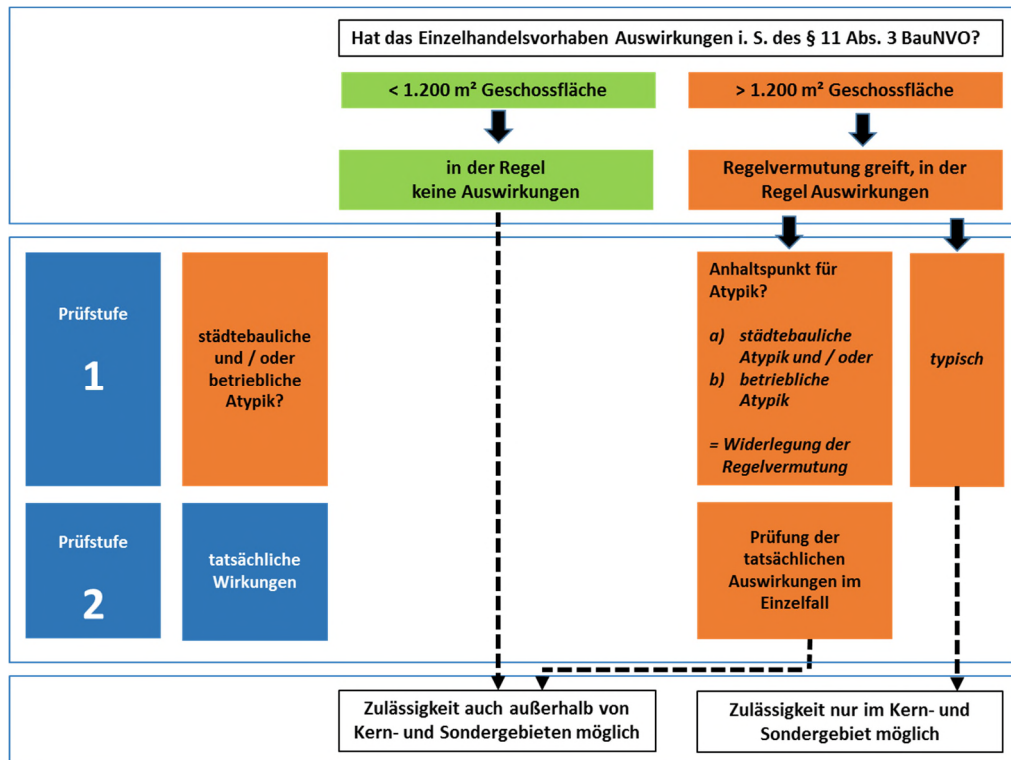 Hat das Einzelhandelsvorhaben Auswirkungen i. S. des § 11 Abs. 3 BauNVO?
< 1.200 m² Geschossfläche
> 1.200 m² Geschossfläche
in der Regel
keine Auswirkungen
Regelvermutung greift, in der
Regel Auswirkungen
Prüfstufe
1
städtebauliche
und / oder
betriebliche
Atypik?
Anhaltspunkt für
Atypik?
a) städtebauliche
Atypik und / oder
b) betriebliche
Atypik
= Widerlegung der
Regelvermutung
typisch
Prüfstufe
2
tatsächliche
Wirkungen
Prüfung der
tatsächlichen
Auswirkungen im
Einzelfall
Zulässigkeit auch außerhalb von
Kern- und Sondergebieten möglich
Zulässigkeit nur im Kern- und
Sondergebiet möglich